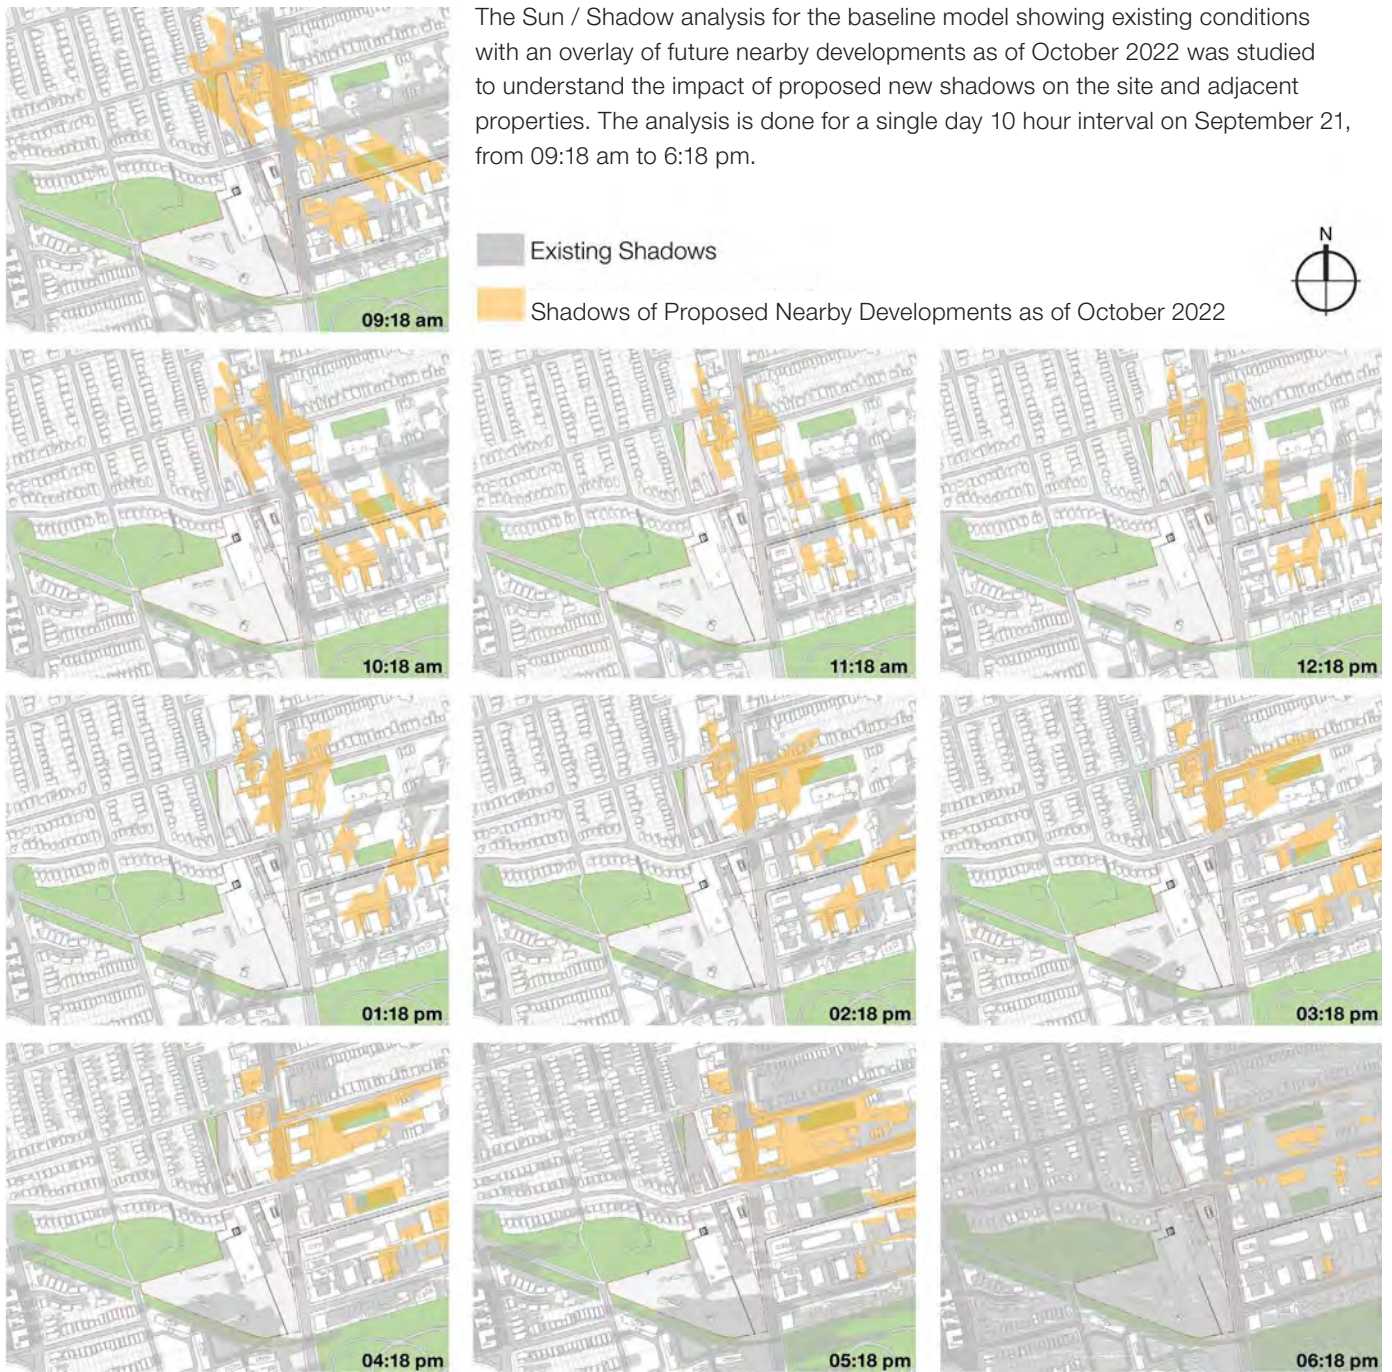 The Sun / Shadow analysis for the baseline model showing existing conditions
with an overlay of future nearby developments as of October 2022 was studied
to understand the impact of proposed new shadows on the site and adjacent
properties. The analysis is done for a single day 10 hour interval on September 21,
from 09:18 am to 6:18 pm.
Existing Shadows
N
Shadows of Proposed Nearby Developments as of October 2022
09:18 am
10:18 am
11:18 am
12:18 pm
01:18 pm
02:18 pm
03:18 pm
04:18 pm
05:18 pm
06:18 pm